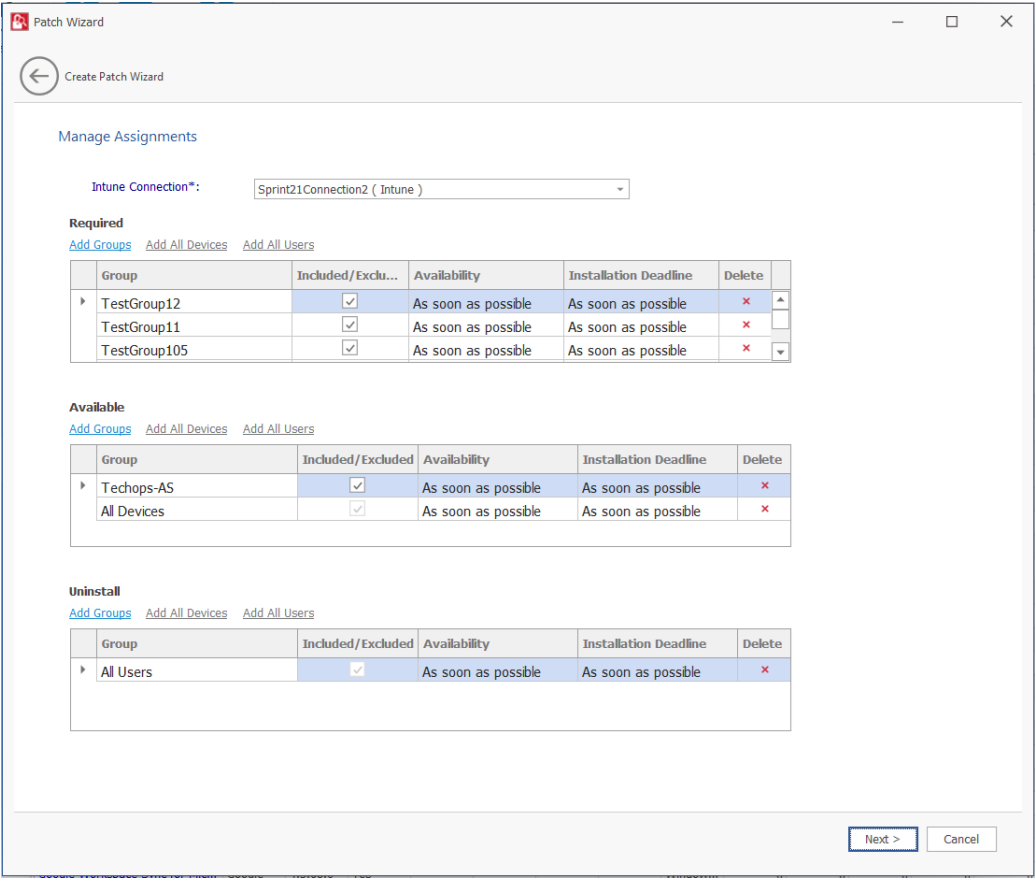 Patch Wizard
Create Patch Wizard
Manage Assignments
Intune Connection*: Sprint21Connection2 ( Intune )
Required
Add Groups Add All Devices Add All Users
Group Included/Exclu... Availability Installation Deadline Delete
TestGroup12 As soon as possible As soon as possible
TestGroup11 As soon as possible As soon as possible
TestGroup105 As soon as possible As soon as possible
Available
Add Groups Add All Devices Add All Users
Group Included/Excluded Availability Installation Deadline Delete
Techops-AS As soon as possible As soon as possible
All Devices As soon as possible As soon as possible
Uninstall
Add Groups Add All Devices Add All Users
Group Included/Excluded Availability Installation Deadline Delete
All Users As soon as possible As soon as possible
Next > Cancel